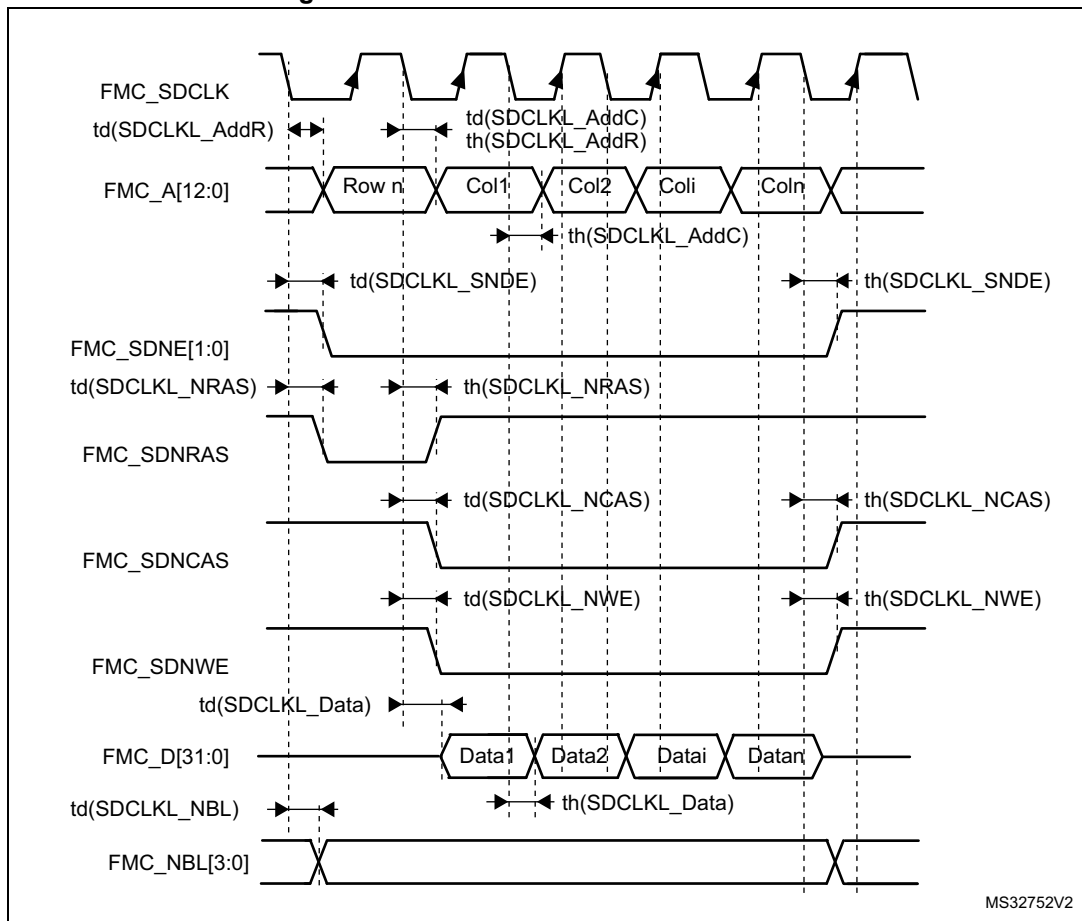 FMC_SDCLK
td(SDCLKL_AddR)
td(SDCLKL_AddC)
th(SDCLKL_AddR)
FMC_A[12:0]
Row n
Col1
Col2
Coli
Coln
th(SDCLKL_AddC)
td(SDCLKL_SNDE)
th(SDCLKL_SNDE)
FMC_SDNE[1:0]
td(SDCLKL_NRAS)
th(SDCLKL_NRAS)
FMC_SDNRAS
td(SDCLKL_NCAS)
th(SDCLKL_NCAS)
FMC_SDNCAS
td(SDCLKL_NWE)
th(SDCLKL_NWE)
FMC_SDNWE
td(SDCLKL_Data)
FMC_D[31:0]
Data1
Data2
Datai
Datan
td(SDCLKL_NBL)
th(SDCLKL_Data)
FMC_NBL[3:0]
MS32752V2